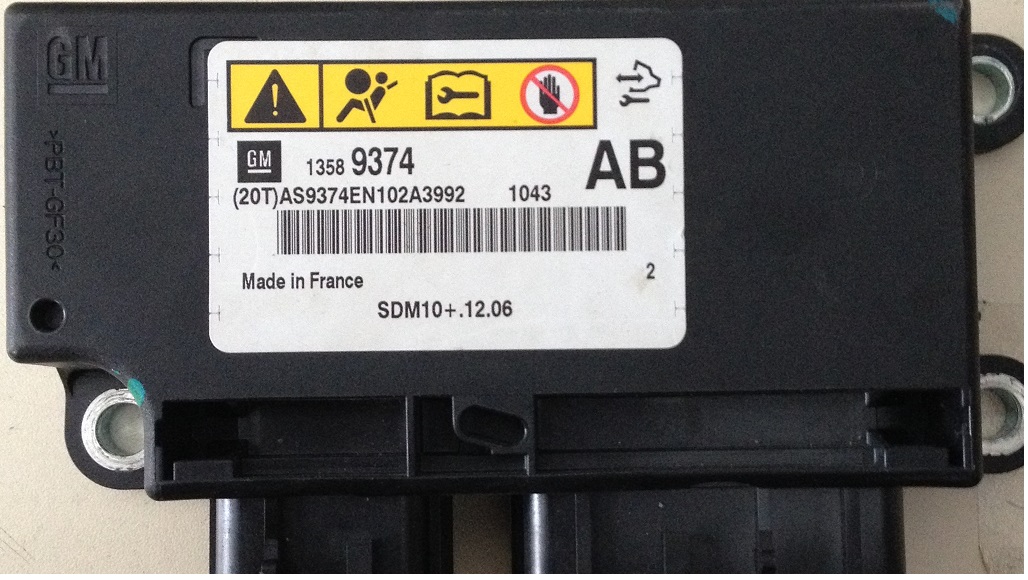 GM
>PBT-GF30<
GM 1358 9374 AB
(20T)AS9374EN102A3992 1043
Made in France 2
SDM10+.12.06